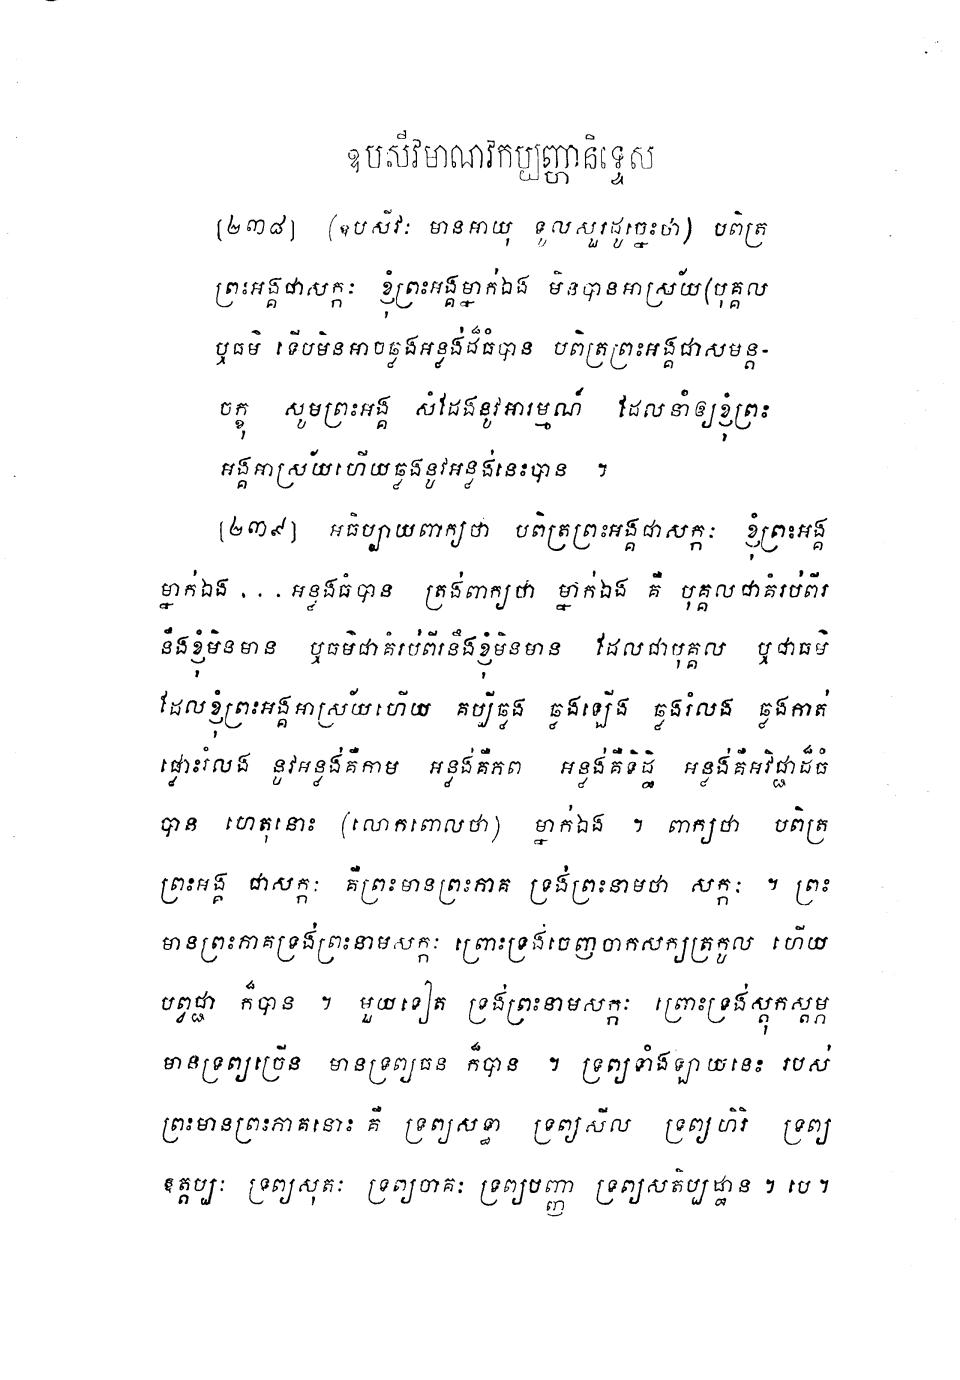 ឧបសីវមាណវកប្បញ្ហានិទ្ទេស
[២៣៨] (ឧបសីវៈ មានអាយុ ទូលសួរដូច្នេះថា) បពិត្រ
ព្រះអង្គជាសក្កៈ ខ្ញុំព្រះអង្គម្នាក់ឯង មិនបានអាស្រ័យ(បុគ្គល
ឬធម៌ ទើបមិនអាចឆ្លងអន្លង់ដ៏ធំបាន បពិត្រព្រះអង្គជាសមន្ត-
ចក្ខុ សូមព្រះអង្គ សំដែងនូវអារម្មណ៍ ដែលនាំឲ្យខ្ញុំព្រះ
អង្គអាស្រ័យហើយឆ្លងនូវអន្លង់នេះបាន ។
[២៣៩] អធិប្បាយពាក្យថា បពិត្រព្រះអង្គជាសក្កៈ ខ្ញុំព្រះអង្គ
ម្នាក់ឯង . . . អន្លង់ធំបាន ត្រង់ពាក្យថា ម្នាក់ឯង គឺ បុគ្គលជាគំរប់ពីរ
នឹងខ្ញុំមិនមាន ឬធម៌ជាគំរប់ពីរនឹងខ្ញុំមិនមាន ដែលជាបុគ្គល ឬជាធម៌
ដែលខ្ញុំព្រះអង្គអាស្រ័យហើយ គប្បីឆ្លង ឆ្លងឡើង ឆ្លងរំលង ឆ្លងកាត់
ផ្លោះរំលង នូវអន្លង់គឺកាម អន្លង់គឺភព អន្លង់គឺទិដ្ឋិ អន្លង់គឺអវិជ្ជាដ៏ធំ
បាន ហេតុនោះ (លោកពោលថា) ម្នាក់ឯង ។ ពាក្យថា បពិត្រ
ព្រះអង្គ ជាសក្កៈ គឺព្រះមានព្រះភាគ ទ្រង់ព្រះនាមថា សក្កៈ ។ ព្រះ
មានព្រះភាគទ្រង់ព្រះនាមសក្កៈ ព្រោះទ្រង់ចេញចាកសក្យត្រកូល ហើយ
បព្វជ្ជា ក៏បាន ។ មួយទៀត ទ្រង់ព្រះនាមសក្កៈ ព្រោះទ្រង់ស្តុកស្តម្ភ
មានទ្រព្យច្រើន មានទ្រព្យធន ក៏បាន ។ ទ្រព្យទាំងឡាយនេះ របស់
ព្រះមានព្រះភាគនោះ គឺ ទ្រព្យសទ្ធា ទ្រព្យសីល ទ្រព្យហិរិ ទ្រព្យ
ឧត្តប្បៈ ទ្រព្យសុតៈ ទ្រព្យចាគៈ ទ្រព្យបញ្ញា ទ្រព្យសតិប្បដ្ឋាន ។ បេ ។